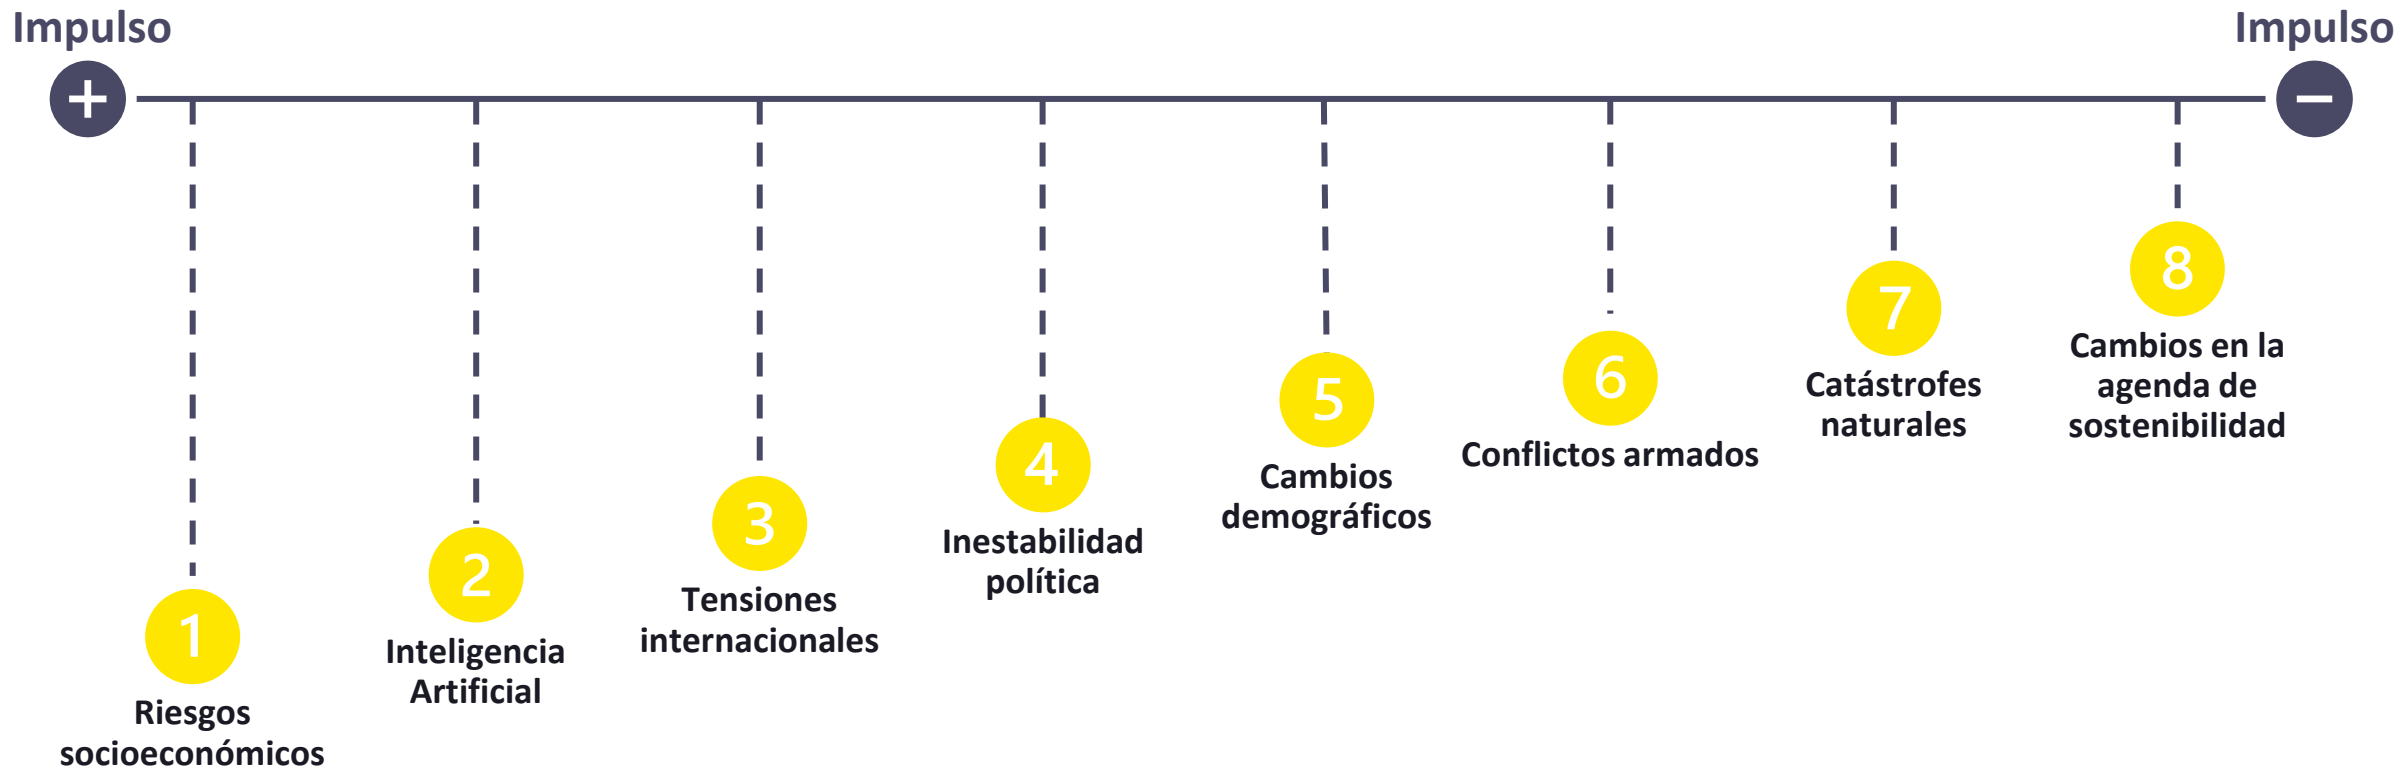 Impulso
Impulso
+
−
1
Riesgos
socioeconómicos
2
Inteligencia
Artificial
3
Tensiones
internacionales
4
Inestabilidad
política
5
Cambios
demográficos
6
Conflictos armados
7
Catástrofes
naturales
8
Cambios en la
agenda de
sostenibilidad